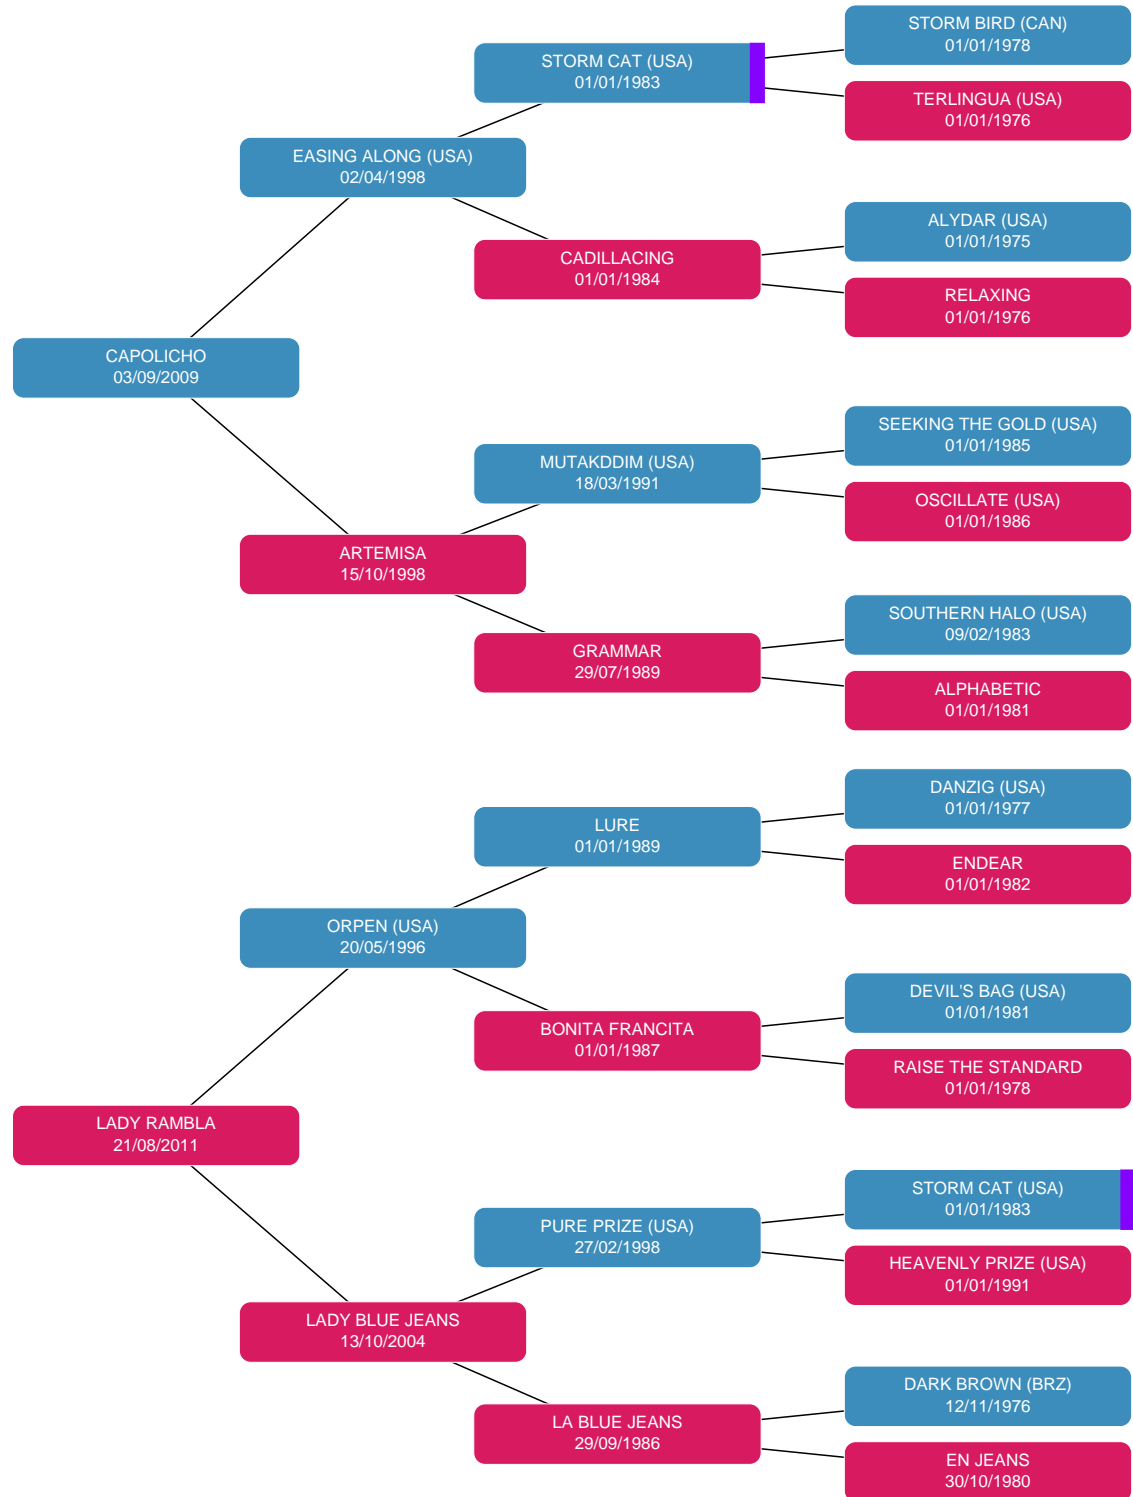 STORM BIRD (CAN)
01/01/1978
STORM CAT (USA)
01/01/1983
TERLINGUA (USA)
01/01/1976
EASING ALONG (USA)
02/04/1998
ALYDAR (USA)
01/01/1975
CADILLACING
01/01/1984
RELAXING
01/01/1976
CAPOLICHO
03/09/2009
SEEKING THE GOLD (USA)
01/01/1985
MUTAKDDIM (USA)
18/03/1991
OSCILLATE (USA)
01/01/1986
ARTEMISA
15/10/1998
SOUTHERN HALO (USA)
09/02/1983
GRAMMAR
29/07/1989
ALPHABETIC
01/01/1981
DANZIG (USA)
01/01/1977
LURE
01/01/1989
ENDEAR
01/01/1982
ORPEN (USA)
20/05/1996
DEVIL'S BAG (USA)
01/01/1981
BONITA FRANCITA
01/01/1987
RAISE THE STANDARD
01/01/1978
LADY RAMBLA
21/08/2011
STORM CAT (USA)
01/01/1983
PURE PRIZE (USA)
27/02/1998
HEAVENLY PRIZE (USA)
01/01/1991
LADY BLUE JEANS
13/10/2004
DARK BROWN (BRZ)
12/11/1976
LA BLUE JEANS
29/09/1986
EN JEANS
30/10/1980